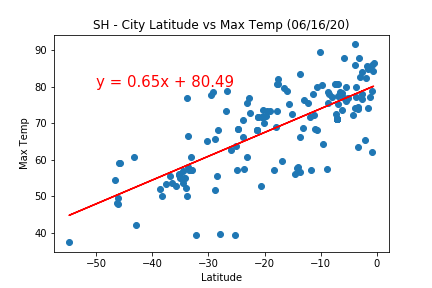 SH - City Latitude vs Max Temp (06/16/20)
90
80
70
60
50
40
Max Temp
y = 0.65x + 80.49
−50 −40 −30 −20 −10 0
Latitude